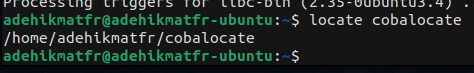 Processing triggers for libc-bin (2.35-0ubuntu3.4) .
adehikmatfr@adehikmatfr-ubuntu:~$ locate cobalocate
/home/adehikmatfr/cobalocate
adehikmatfr@adehikmatfr-ubuntu:~$